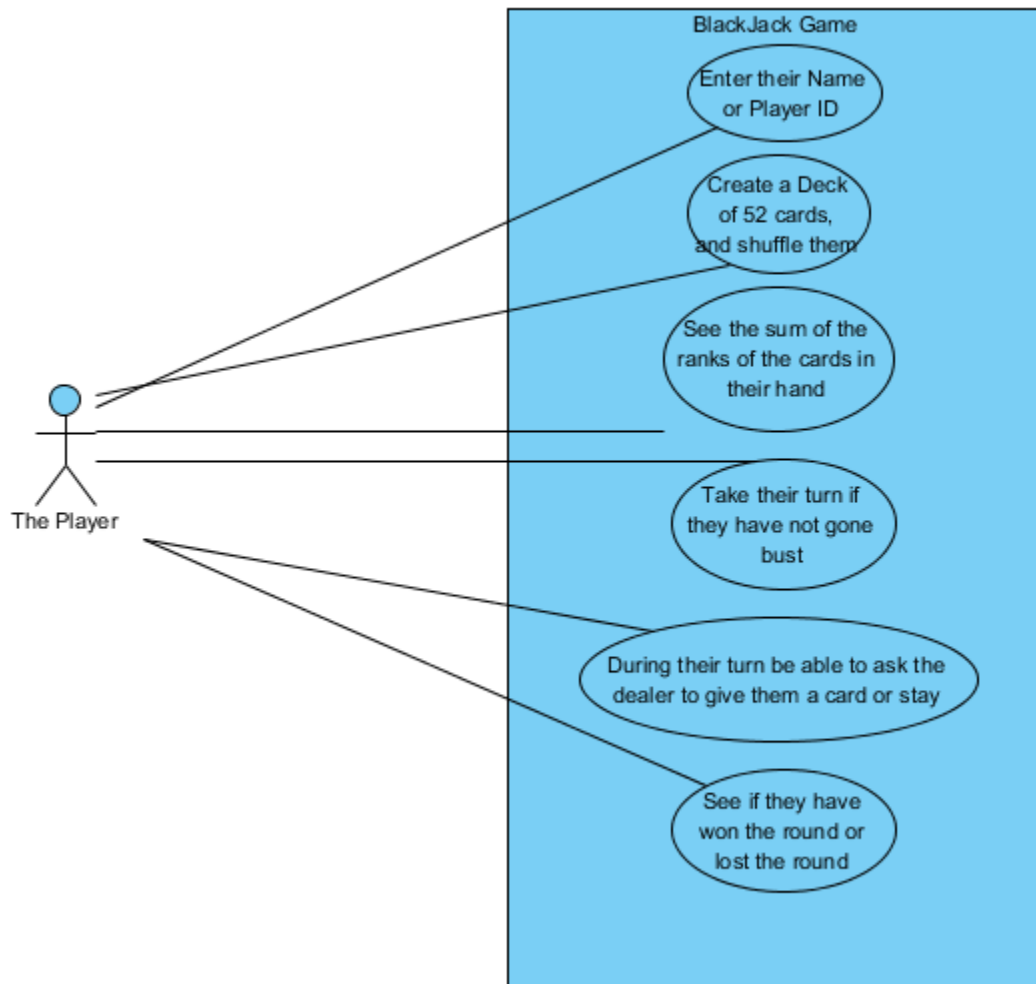 BlackJack Game
Enter their Name
or Player ID
Create a Deck
of 52 cards,
and shuffle them
See the sum of the
ranks of the cards in
their hand
The Player
Take their turn if
they have not gone
bust
During their turn be able to ask the
dealer to give them a card or stay
See if they have
won the round or
lost the round